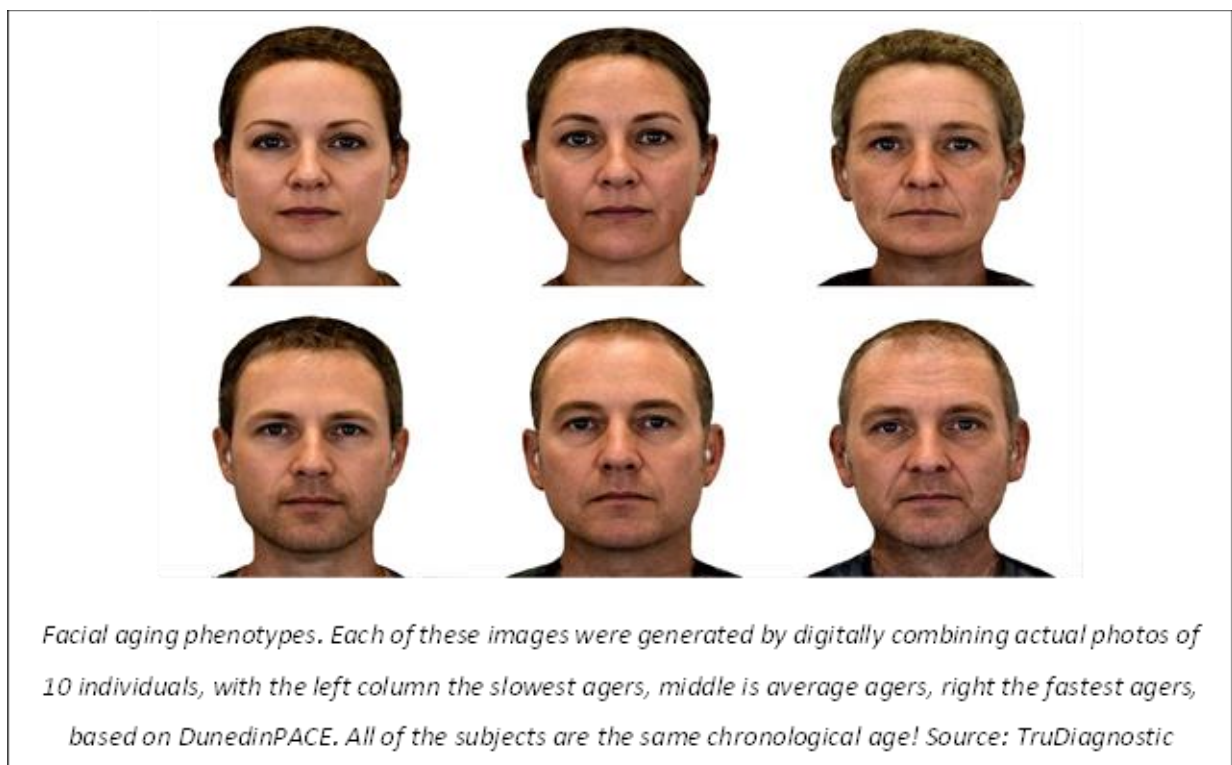 Facial aging phenotypes. Each of these images were generated by digitally combining actual photos of
10 individuals, with the left column the slowest agers, middle is average agers, right the fastest agers,
based on DunedinPACE. All of the subjects are the same chronological age! Source: TruDiagnostic